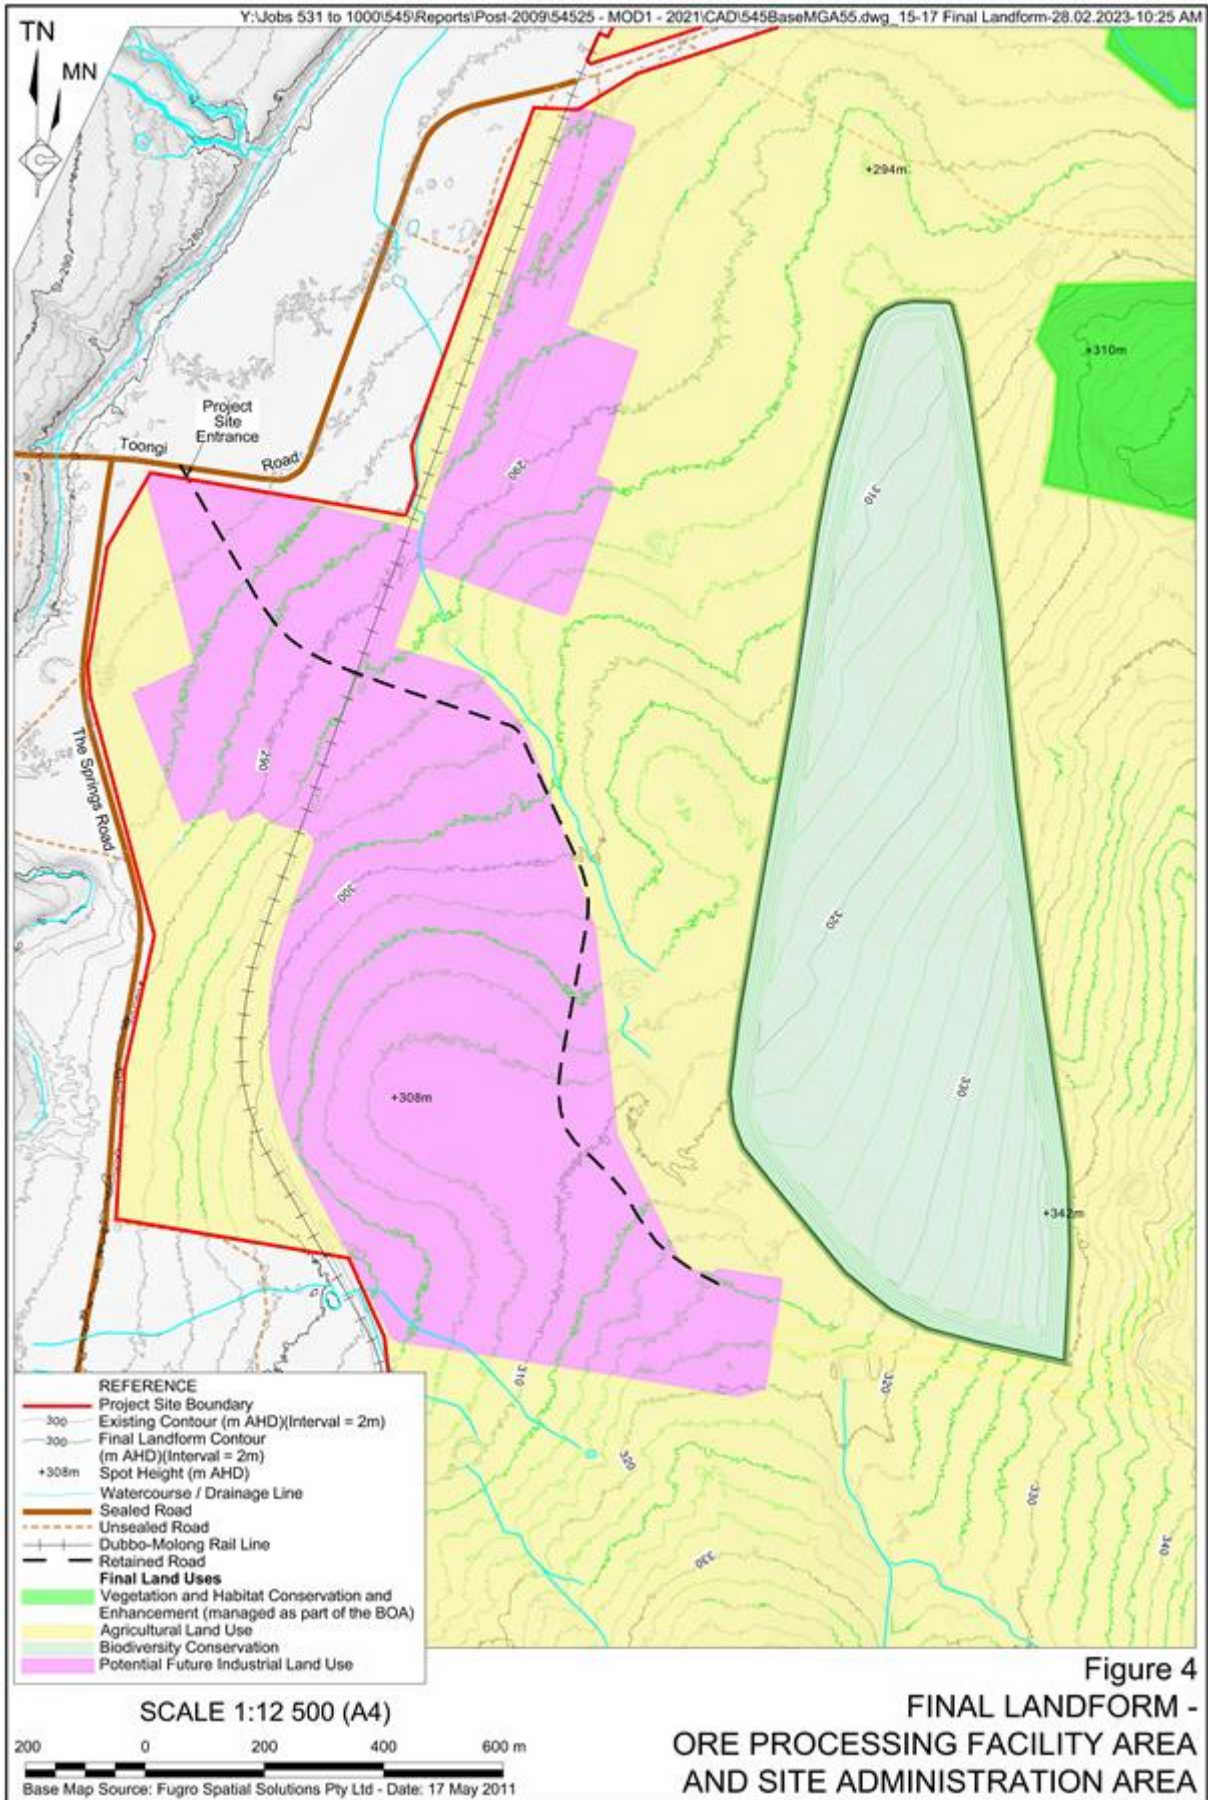 Y:\Jobs 531 to 1000\545\Reports\Post-2009\54525 - MOD1 - 2021\CAD\545BaseMGA55.dwg_15-17 Final Landform-28.02.2023-10:25 AM
TN
MN
+294m
280
280
+310m
Project
Site
Entrance
Toongi
Road
290
310
The Springs Road
290
300
320
+308m
330
+342m
310
320
320
330
330
340
REFERENCE
Project Site Boundary
300 Existing Contour (m AHD)(Interval = 2m)
300 Final Landform Contour
(m AHD)(Interval = 2m)
+308m Spot Height (m AHD)
Watercourse / Drainage Line
Sealed Road
Unsealed Road
Dubbo-Molong Rail Line
Retained Road
Final Land Uses
Vegetation and Habitat Conservation and
Enhancement (managed as part of the BOA)
Agricultural Land Use
Biodiversity Conservation
Potential Future Industrial Land Use
SCALE 1:12 500 (A4)
200 0 200 400 600 m
Base Map Source: Fugro Spatial Solutions Pty Ltd - Date: 17 May 2011
Figure 4
FINAL LANDFORM -
ORE PROCESSING FACILITY AREA
AND SITE ADMINISTRATION AREA